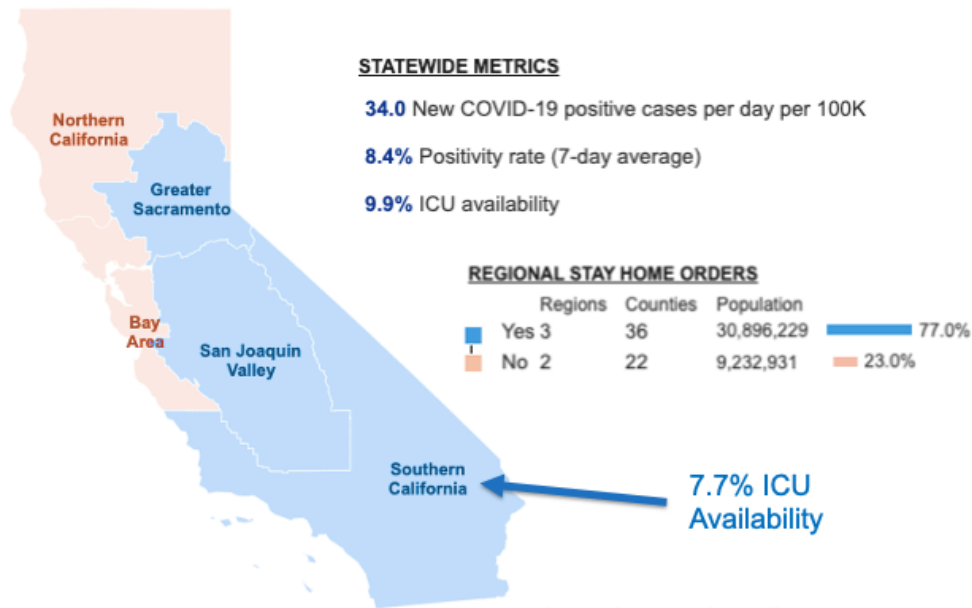 STATEWIDE METRICS
34.0 New COVID-19 positive cases per day per 100K
8.4% Positivity rate (7-day average)
9.9% ICU availability
Northern
California
Greater
Sacramento
Bay
Area
San Joaquin
Valley
Southern
California
REGIONAL STAY HOME ORDERS
Regions Counties Population
Yes 3 36 30,896,229 77.0%
No 2 22 9,232,931 23.0%
7.7% ICU
Availability